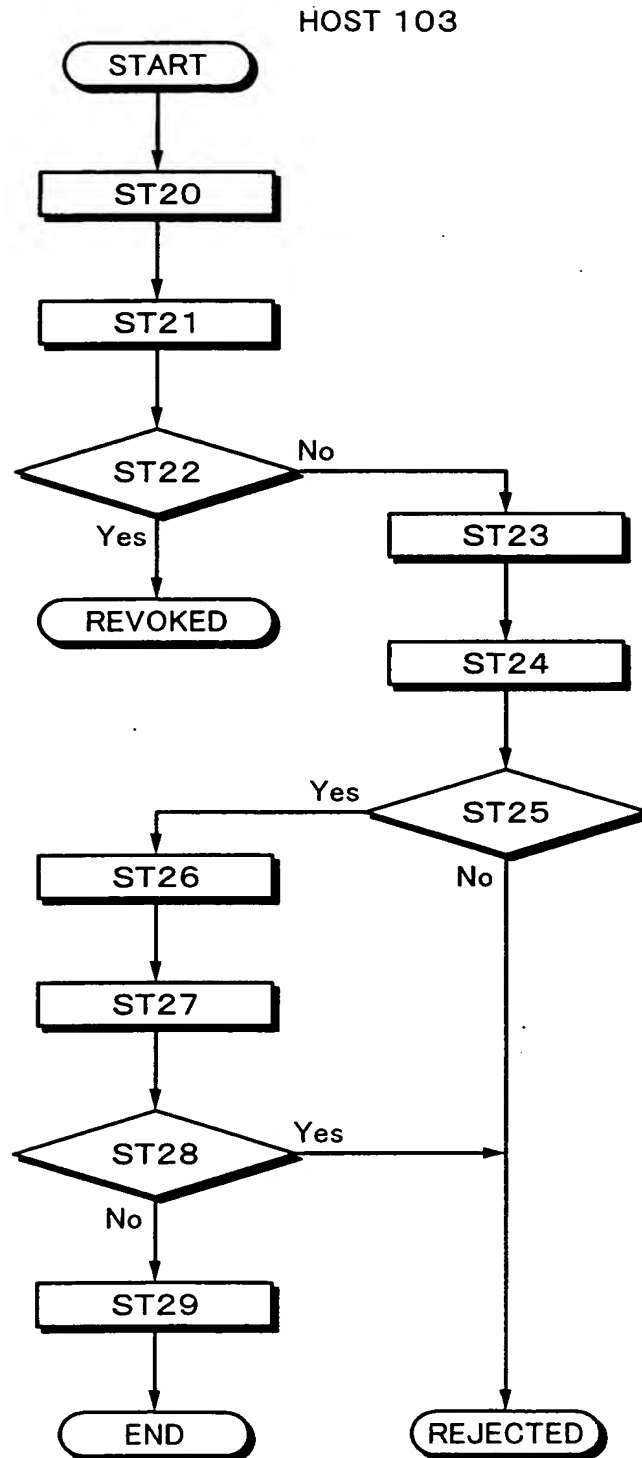 HOST 103
START
ST20
ST21
ST22
No
Yes
REVOKED
ST23
ST24
ST25
Yes
No
ST26
ST27
ST28
Yes
No
ST29
END
REJECTED